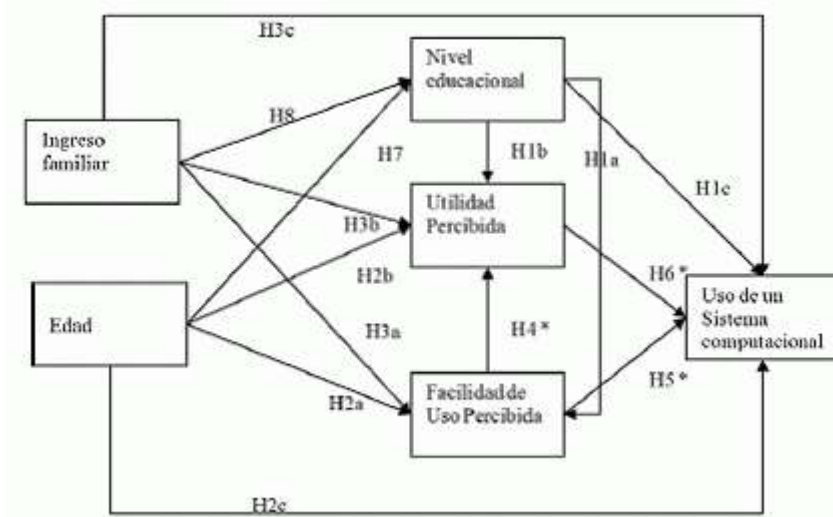 H3c
Nivel
educacional
H8
Ingreso
familiar
H7
H1b
H1a
H1c
Utilidad
Percibida
H3b
H2b
H6 *
Uso de un
Sistema
computacional
Edad
H3a
H4 *
H5 *
Facilidad de
Uso Percibida
H2a
H2c